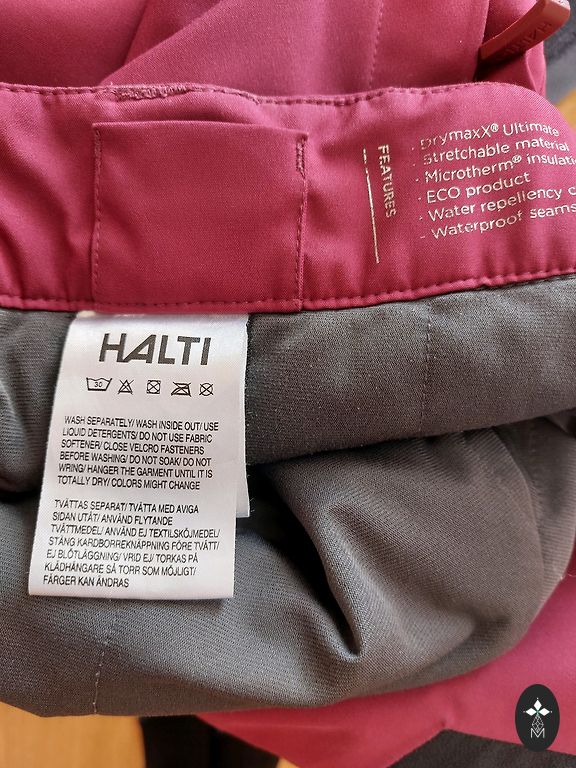 HALTI
· DrymaxX® Ultimate
· Stretchable material
· Microtherm®
· ECO product
· Water repellency
· Waterproof seams
FEATURES
HALTI
30
WASH SEPARATELY/ WASH INSIDE OUT/ USE
LIQUID DETERGENTS/ DO NOT USE FABRIC
SOFTENER/ CLOSE VELCRO FASTENERS
BEFORE WASHING/ DO NOT SOAK/ DO NOT
WRING/ HANGER THE GARMENT UNTIL IT IS
TOTALLY DRY/ COLORS MIGHT CHANGE
TVÄTTAS SEPARAT/ TVÄTTA MED AVIGA
SIDAN UTÅT/ ANVÄND FLYTANDE
TVÄTTMEDEL/ ANVÄND EJ TEXTILSKÖJMEDEL/
STÄNG KARDBORREKNÄPPNING FÖRE TVÄTT/
EJ BLÖTLÄGGNING/ VRID EJ/ TORKAS PÅ
KLÄDHÄNGARE SÅ TORR SOM MÖJLIGT/
FÄRGER KAN ÄNDRAS
M